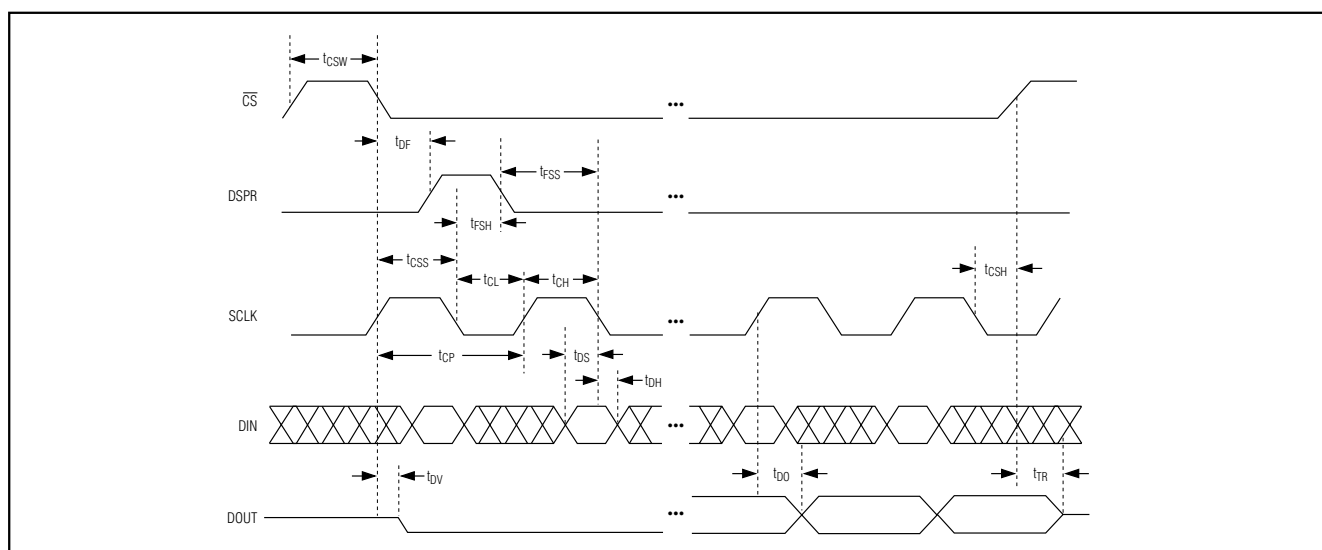 tCSW
CS
...
tDF
tFSS
DSPR
...
tFSH
tCSS
tCL
tCH
tCSH
SCLK
...
tCP
tDS
tDH
DIN
...
tDV
tDO
tTR
DOUT
...